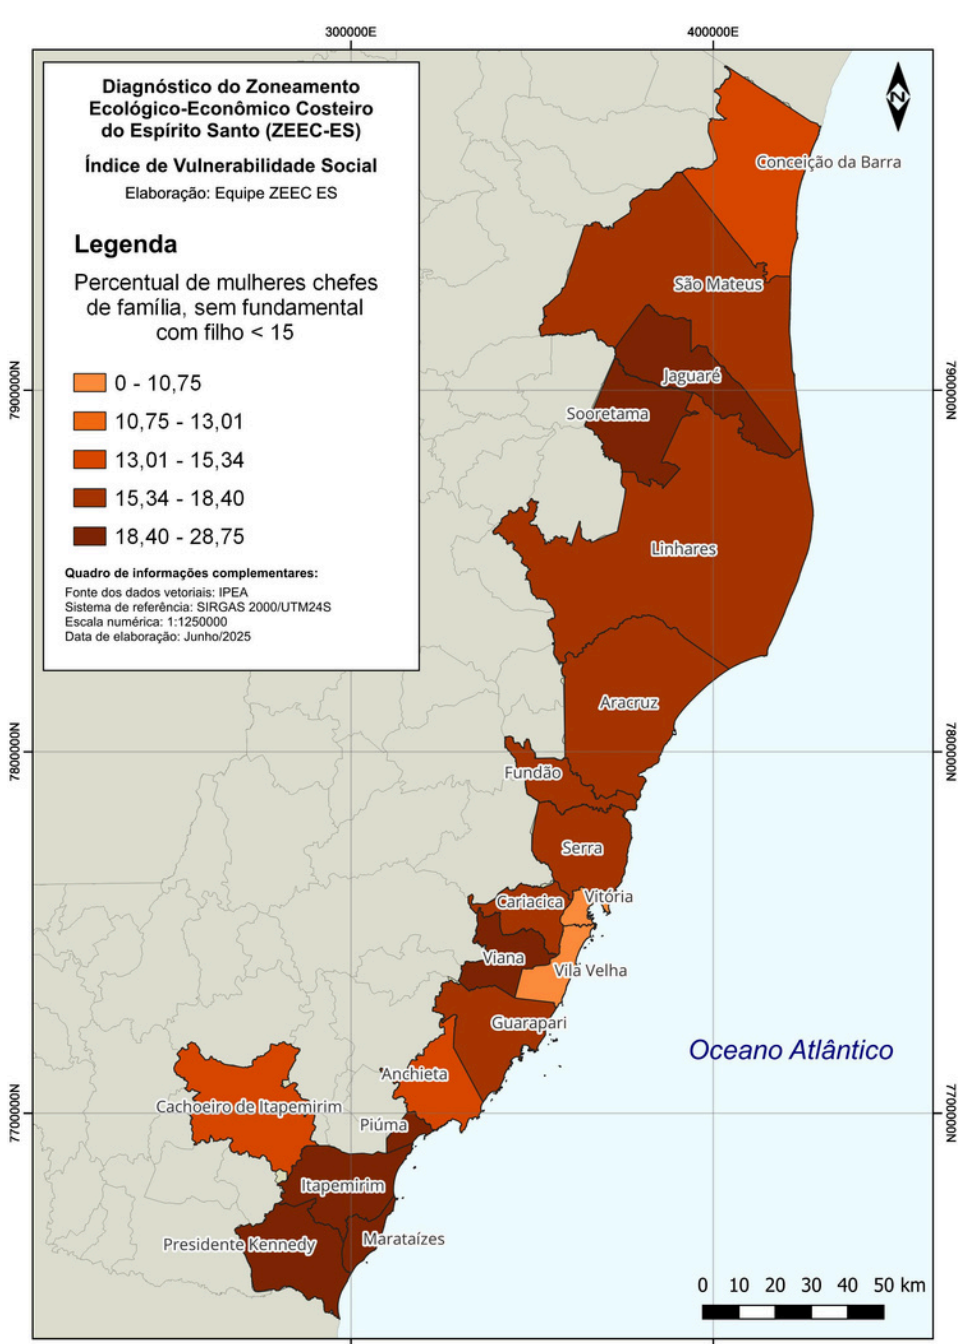 300000E
400000E
Diagnóstico do Zoneamento
Ecológico-Econômico Costeiro
do Espírito Santo (ZEEC-ES)
Índice de Vulnerabilidade Social
Elaboração: Equipe ZEEC ES
Legenda
Percentual de mulheres chefes
de família, sem fundamental
com filho < 15
0 - 10,75
10,75 - 13,01
13,01 - 15,34
15,34 - 18,40
18,40 - 28,75
Quadro de informações complementares:
Fonte dos dados vetoriais: IPEA
Sistema de referência: SIRGAS 2000/UTM24S
Escala numérica: 1:1250000
Data de elaboração: Junho/2025
N
Conceição da Barra
São Mateus
Jaguaré
Sooretama
Linhares
Aracruz
Fundão
Serra
Vitória
Cariacica
Viana
Vila Velha
Guarapari
Anchieta
Cachoeiro de Itapemirim
Piúma
Itapemirim
Presidente Kennedy
Marataízes
Oceano Atlântico
7900000N
7900000N
7800000N
7800000N
7700000N
7700000N
0 10 20 30 40 50 km